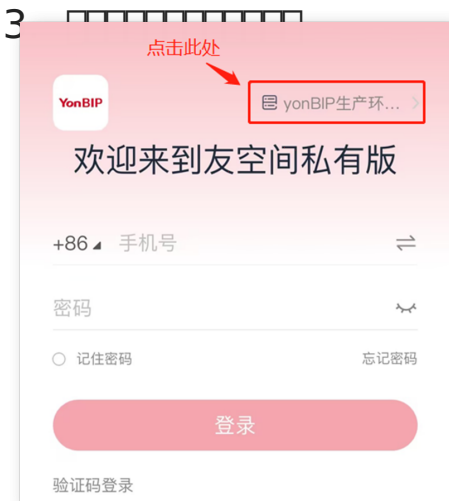 3
点击此处
YonBIP
yonBIP生产环...
欢迎来到友空间私有版
+86 手机号
密码
记住密码
忘记密码
登录
验证码登录